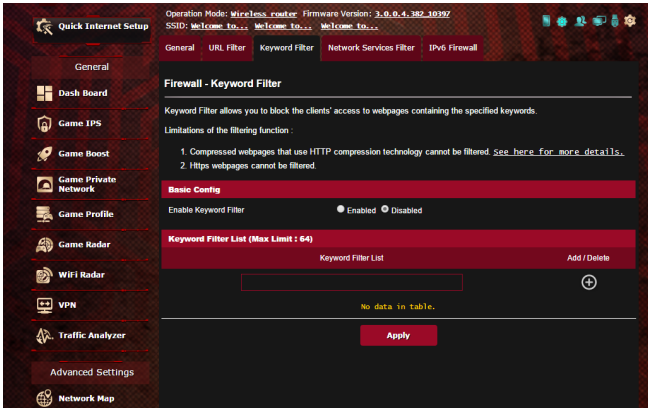 Quick Internet Setup
General
Dash Board
Game IPS
Game Boost
Game Private
Network
Game Profile
Game Radar
WiFi Radar
VPN
Traffic Analyzer
Advanced Settings
Network Map
Operation Mode: Wireless router Firmware Version: 3.0.0.4.382_10397
SSID: Welcome to... Welcome to... Welcome to...
General URL Filter Keyword Filter Network Services Filter IPv6 Firewall
Firewall - Keyword Filter
Keyword Filter allows you to block the clients' access to webpages containing the specified keywords.
Limitations of the filtering function :
1. Compressed webpages that use HTTP compression technology cannot be filtered. See here for more details.
2. Https webpages cannot be filtered.
Basic Config
Enable Keyword Filter Enabled Disabled
Keyword Filter List (Max Limit : 64)
Keyword Filter List Add / Delete
No data in table.
Apply